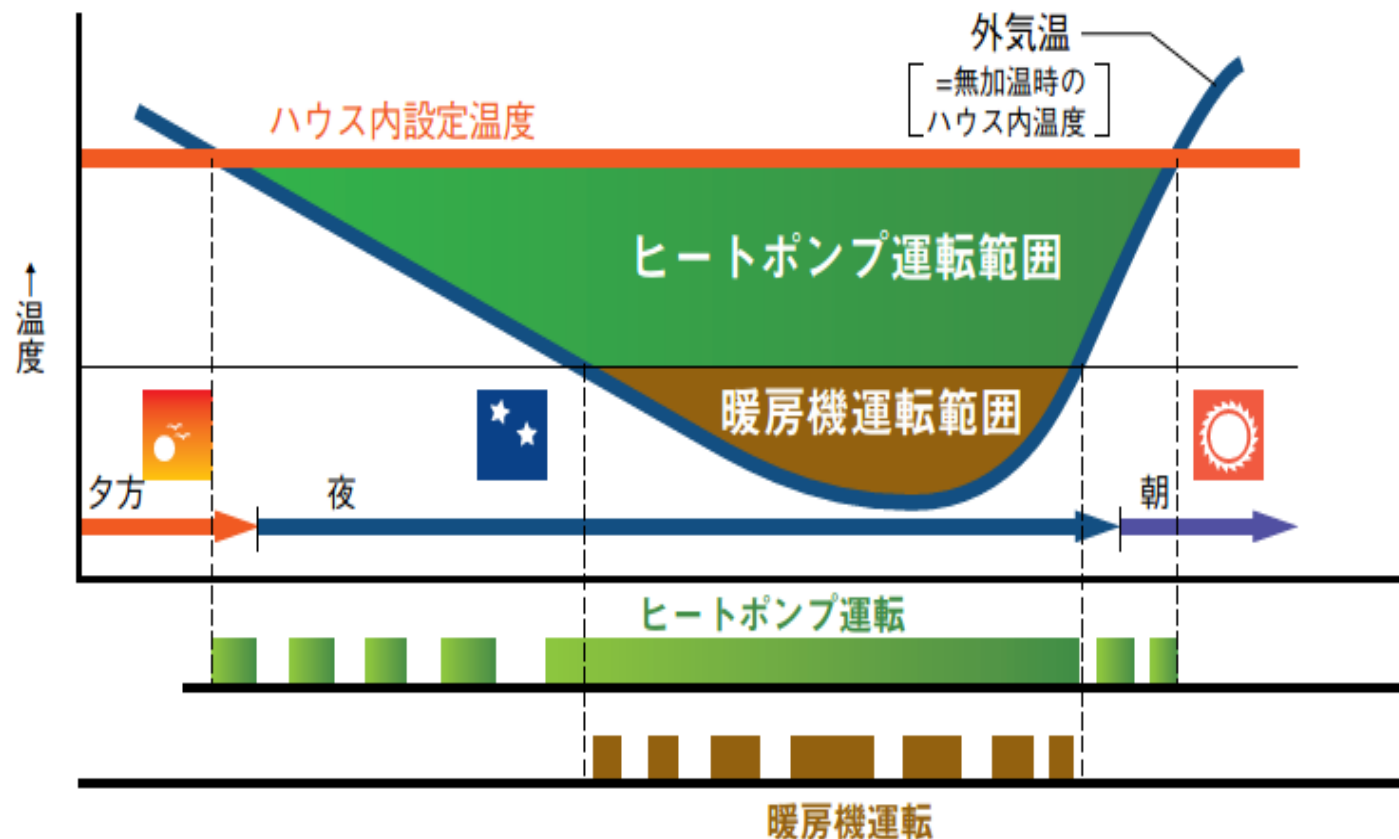 外気温
=無加温時の
ハウス内温度
ハウス内設定温度
ヒートポンプ運転範囲
↑温度
暖房機運転範囲
夕方
夜
朝
ヒートポンプ運転
暖房機運転